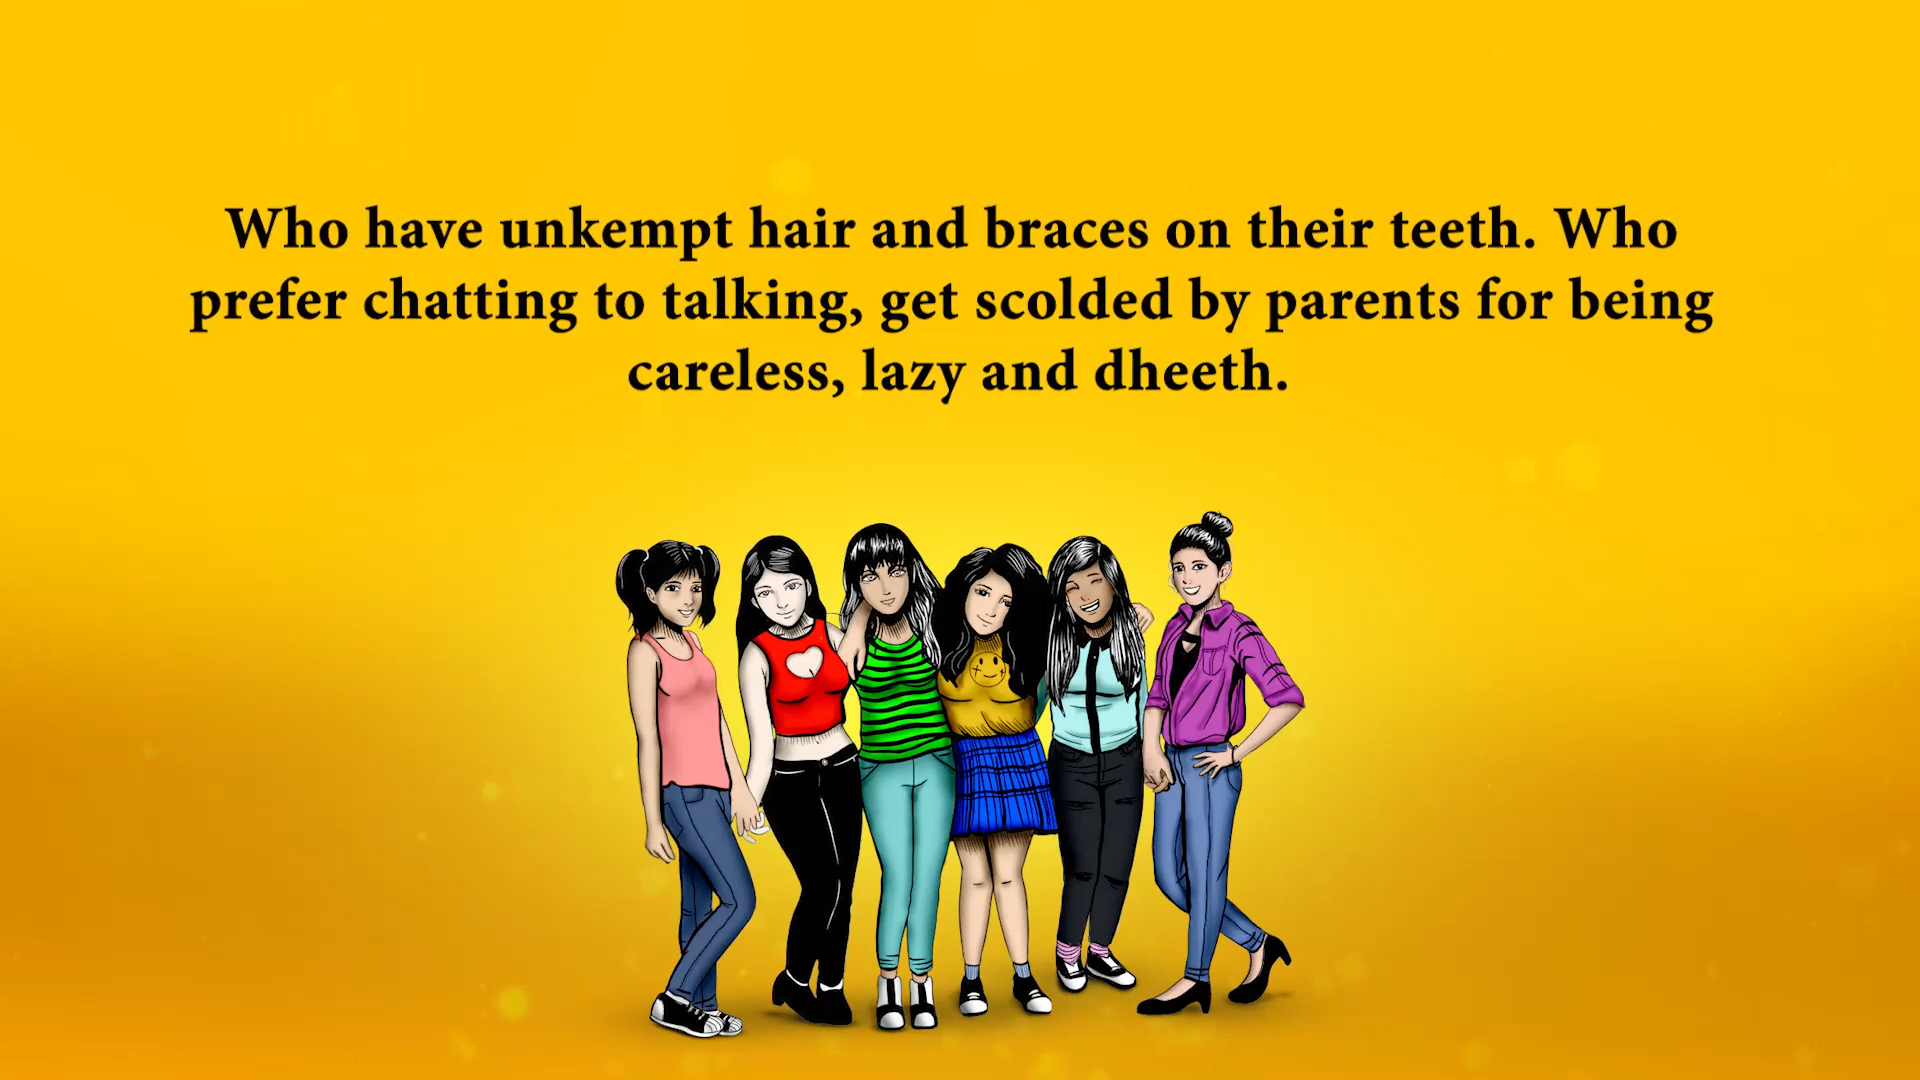 Who have unkempt hair and braces on their teeth. Who
prefer chatting to talking, get scolded by parents for being
careless, lazy and dheeth.